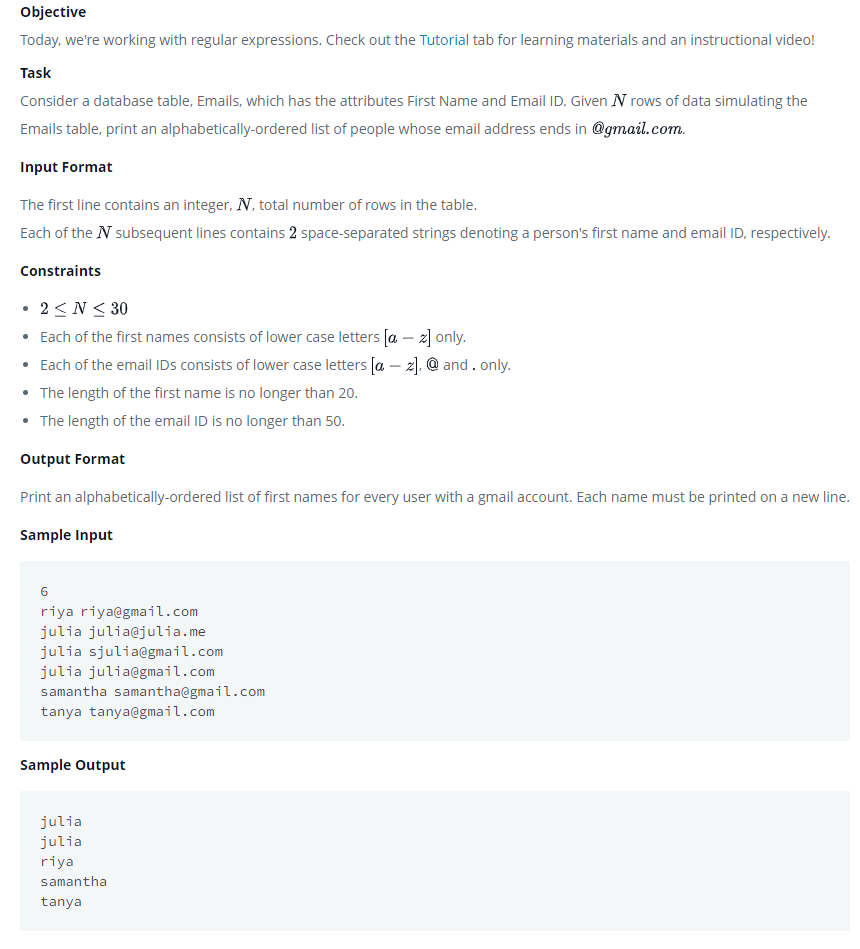 Objective
Today, we're working with regular expressions. Check out the Tutorial tab for learning materials and an instructional video!
Task
Consider a database table, Emails, which has the attributes First Name and Email ID. Given N rows of data simulating the
Emails table, print an alphabetically-ordered list of people whose email address ends in @gmail.com.
Input Format
The first line contains an integer, N, total number of rows in the table.
Each of the N subsequent lines contains 2 space-separated strings denoting a person's first name and email ID, respectively.
Constraints
• 2 ≤ N ≤ 30
• Each of the first names consists of lower case letters [a − z] only.
• Each of the email IDs consists of lower case letters [a − z], @ and . only.
• The length of the first name is no longer than 20.
• The length of the email ID is no longer than 50.
Output Format
Print an alphabetically-ordered list of first names for every user with a gmail account. Each name must be printed on a new line.
Sample Input
6
riya riya@gmail.com
julia julia@julia.me
julia sjulia@gmail.com
julia julia@gmail.com
samantha samantha@gmail.com
tanya tanya@gmail.com
Sample Output
julia
julia
riya
samantha
tanya